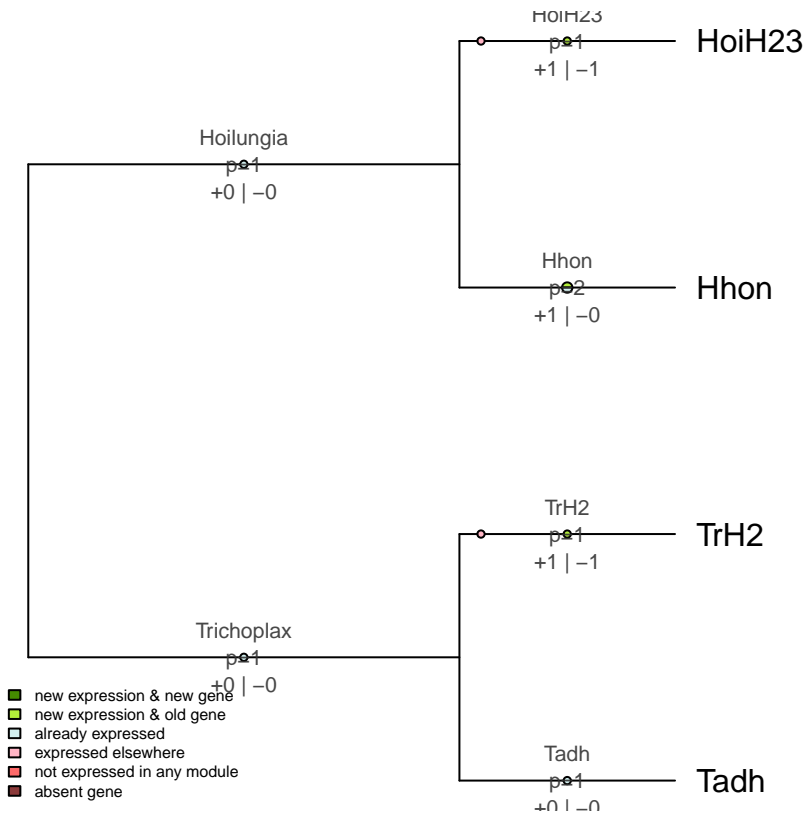 HoiH23
p=1
+1 | −1
HoiH23
Hoilungia
p=1
+0 | −0
Hhon
p=2
+1 | −0
Hhon
TrH2
p=1
+1 | −1
TrH2
Trichoplax
p=1
+0 | −0
new expression & new gene
new expression & old gene
already expressed
expressed elsewhere
not expressed in any module
absent gene
Tadh
p=1
+0 | −0
Tadh